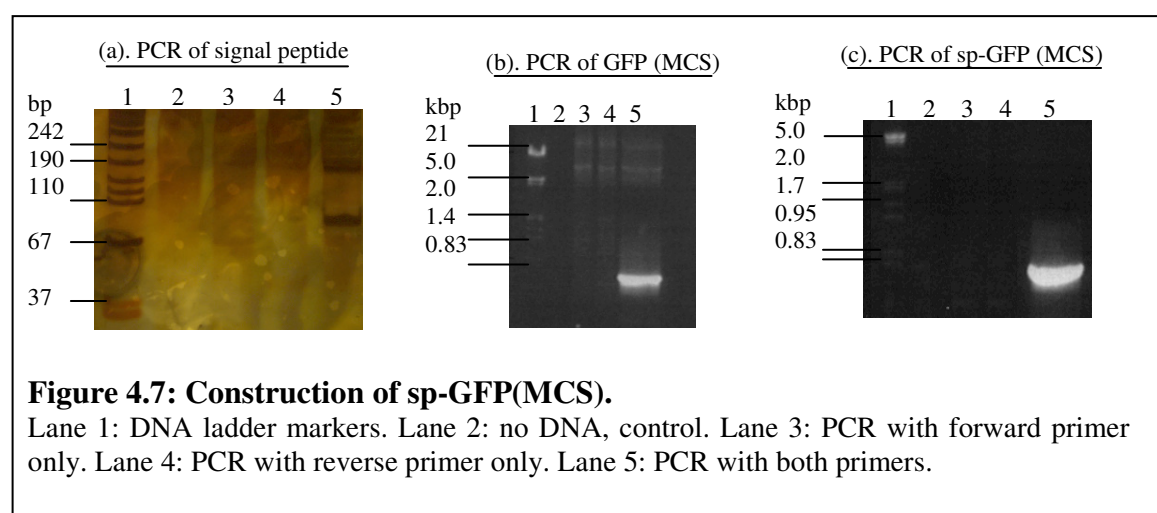 (a). PCR of signal peptide
bp
1 2 3 4 5
242
190
110
67
37
(b). PCR of GFP (MCS)
kbp
1 2 3 4 5
21
5.0
2.0
1.4
0.83
(c). PCR of sp-GFP (MCS)
kbp
1 2 3 4 5
5.0
2.0
1.7
0.95
0.83
Figure 4.7: Construction of sp-GFP(MCS).
Lane 1: DNA ladder markers. Lane 2: no DNA, control. Lane 3: PCR with forward primer
only. Lane 4: PCR with reverse primer only. Lane 5: PCR with both primers.